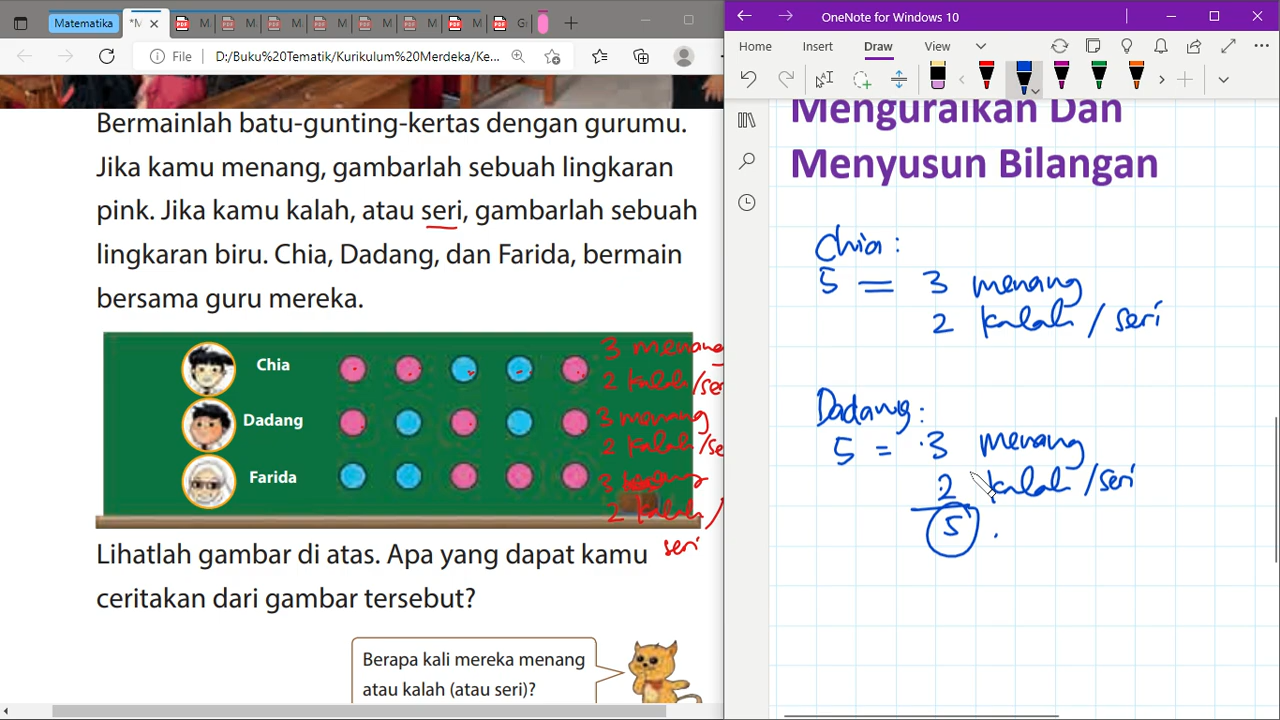 Matematika
*M
M
M
M
M
M
M
M
G
File
D:/Buku%20Tematik/Kurikulum%20Merdeka/Ke...
Bermainlah batu-gunting-kertas dengan gurumu.
Jika kamu menang, gambarlah sebuah lingkaran
pink. Jika kamu kalah, atau seri, gambarlah sebuah
lingkaran biru. Chia, Dadang, dan Farida, bermain
bersama guru mereka.
Chia
3 menang
2 kalah/seri
Dadang
3 menang
2 kalah/se
Farida
3
2 kalah/
seri
Lihatlah gambar di atas. Apa yang dapat kamu
ceritakan dari gambar tersebut?
Berapa kali mereka menang
atau kalah (atau seri)?
OneNote for Windows 10
Home Insert Draw View
Menguraikan Dan
Menyusun Bilangan
Chia :
5 = 3 menang
2 kalah / seri
Dadang :
5 = 3 menang
2 kalah /seri
5 .